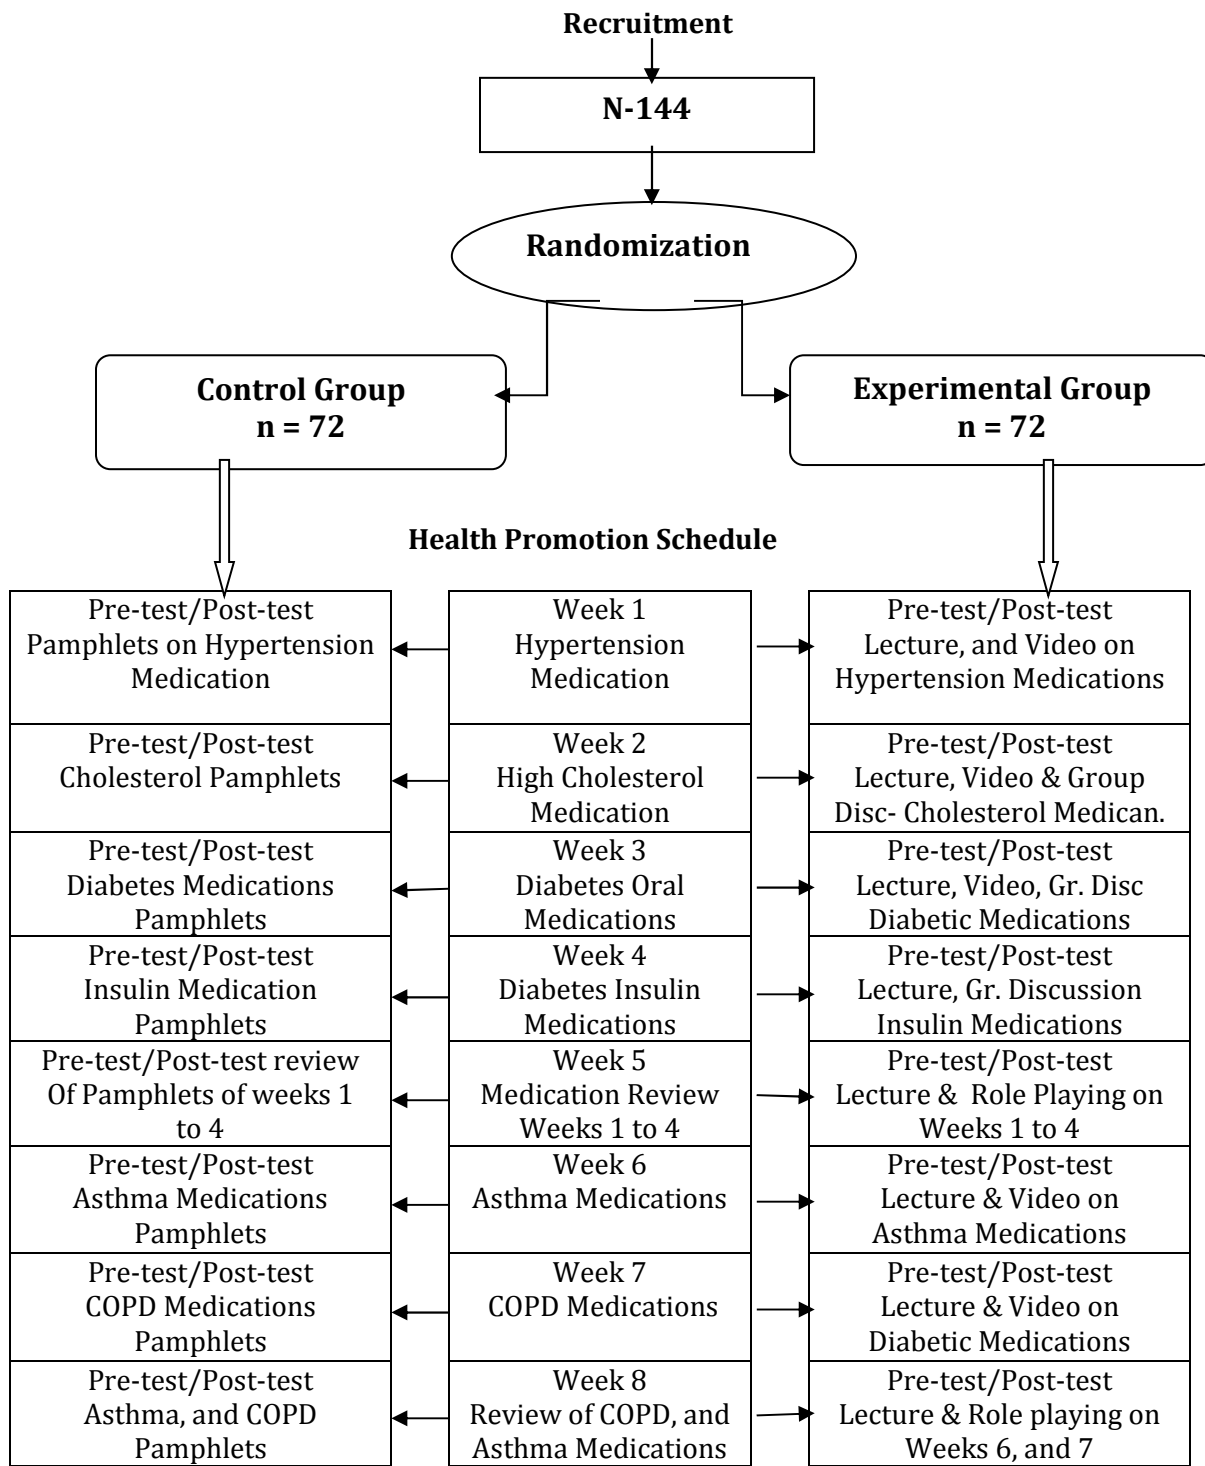 Recruitment
N-144
Randomization
Control Group
n = 72
Experimental Group
n = 72
Health Promotion Schedule
Pre-test/Post-test
Pamphlets on Hypertension
Medication
Week 1
Hypertension
Medication
Pre-test/Post-test
Lecture, and Video on
Hypertension Medications
Pre-test/Post-test
Cholesterol Pamphlets
Week 2
High Cholesterol
Medication
Pre-test/Post-test
Lecture, Video & Group
Disc- Cholesterol Medican.
Pre-test/Post-test
Diabetes Medications
Pamphlets
Week 3
Diabetes Oral
Medications
Pre-test/Post-test
Lecture, Video, Gr. Disc
Diabetic Medications
Pre-test/Post-test
Insulin Medication
Pamphlets
Week 4
Diabetes Insulin
Medications
Pre-test/Post-test
Lecture, Gr. Discussion
Insulin Medications
Pre-test/Post-test review
Of Pamphlets of weeks 1
to 4
Week 5
Medication Review
Weeks 1 to 4
Pre-test/Post-test
Lecture & Role Playing on
Weeks 1 to 4
Pre-test/Post-test
Asthma Medications
Pamphlets
Week 6
Asthma Medications
Pre-test/Post-test
Lecture & Video on
Asthma Medications
Pre-test/Post-test
COPD Medications
Pamphlets
Week 7
COPD Medications
Pre-test/Post-test
Lecture & Video on
Diabetic Medications
Pre-test/Post-test
Asthma, and COPD
Pamphlets
Week 8
Review of COPD, and
Asthma Medications
Pre-test/Post-test
Lecture & Role playing on
Weeks 6, and 7